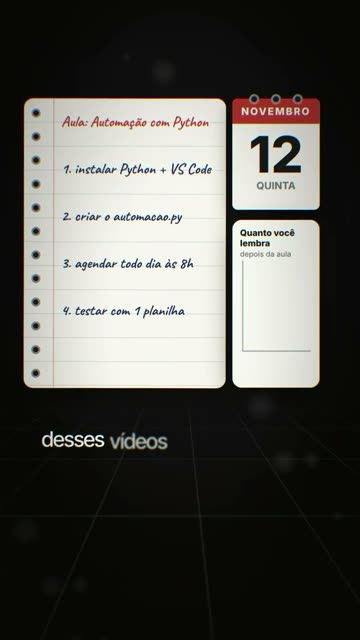 Aula: Automação com Python
1. instalar Python + VS Code
2. criar o automacao.py
3. agendar todo dia às 8h
4. testar com 1 planilha
NOVEMBRO
12
QUINTA
Quanto você
lembra
depois da aula
desses vídeos